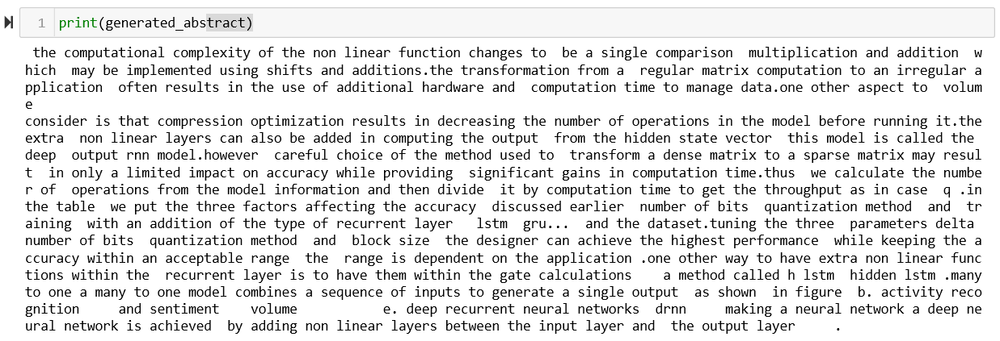 1 print(generated_abstract)
the computational complexity of the non linear function changes to  be a single comparison  multiplication and addition  w
hich  may be implemented using shifts and additions.the transformation from a  regular matrix computation to an irregular a
pplication  often results in the use of additional hardware and  computation time to manage data.one other aspect to  volum
e
consider is that compression optimization results in decreasing the number of operations in the model before running it.the
extra  non linear layers can also be added in computing the output  from the hidden state vector  this model is called the
deep  output rnn model.however  careful choice of the method used to  transform a dense matrix to a sparse matrix may resul
t  in only a limited impact on accuracy while providing  significant gains in computation time.thus  we calculate the numbe
r of  operations from the model information and then divide  it by computation time to get the throughput as in case  q .in
the table  we put the three factors affecting the accuracy  discussed earlier  number of bits  quantization method  and  tr
aining  with an addition of the type of recurrent layer   lstm  gru...  and the dataset.tuning the three  parameters delta
number of bits  quantization method  and  block size  the designer can achieve the highest performance  while keeping the a
ccuracy within an acceptable range  the  range is dependent on the application .one other way to have extra non linear func
tions within the  recurrent layer is to have them within the gate calculations    a method called h lstm  hidden lstm .many
to one a many to one model combines a sequence of inputs to generate a single output  as shown  in figure  b. activity reco
gnition     and sentiment    volume           e. deep recurrent neural networks  drnn     making a neural network a deep ne
ural network is achieved  by adding non linear layers between the input layer and  the output layer     .